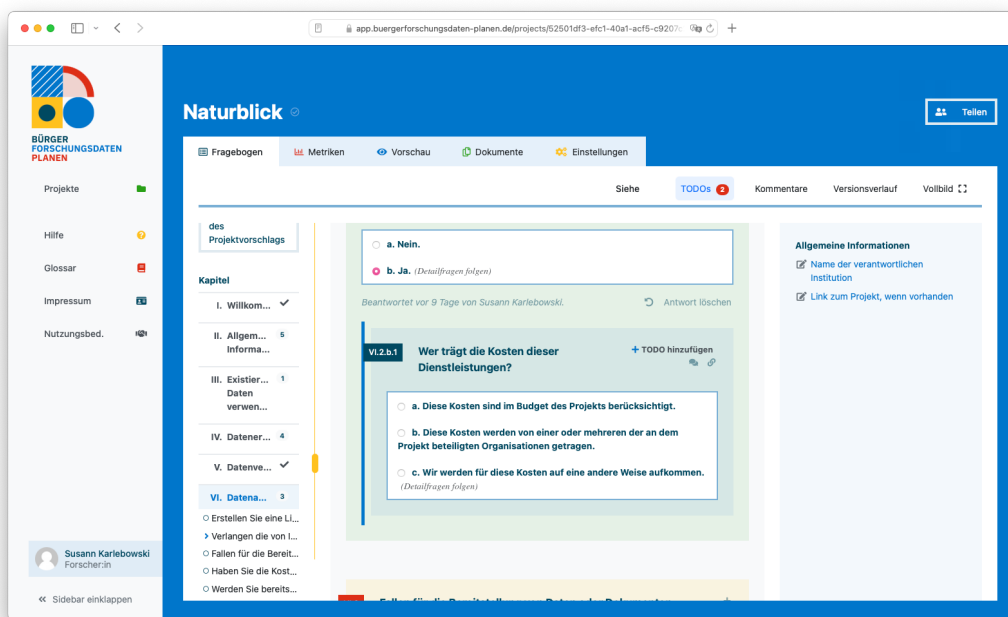 app.buergerforschungsdaten-planen.de/projects/52501df3-efc1-40a1-acf5-c9207c
BÜRGER
FORSCHUNGSDATEN
PLANEN
Projekte
Hilfe
Glossar
Impressum
Nutzungsbed.
Susann Karlebowski
Forscher:in
Sidebar einklappen
Naturblick
Teilen
Fragebogen
Metriken
Vorschau
Dokumente
Einstellungen
Siehe
TODOs 2
Kommentare
Versionsverlauf
Vollbild
des
Projektvorschlags
Kapitel
I. Willkom...
II. Allgem... 5
Informa...
III. Existier... 1
Daten
verwen...
IV. Datener... 4
V. Datenve...
VI. Datena... 3
Erstellen Sie eine Li...
Verlangen die von I...
Fallen für die Bereit...
Haben Sie die Kost...
Werden Sie bereits...
a. Nein.
b. Ja. (Detailfragen folgen)
Beantwortet vor 9 Tage von Susann Karlebowski.
Antwort löschen
VI.2.b.1
Wer trägt die Kosten dieser
Dienstleistungen?
+ TODO hinzufügen
a. Diese Kosten sind im Budget des Projekts berücksichtigt.
b. Diese Kosten werden von einer oder mehreren der an dem
Projekt beteiligten Organisationen getragen.
c. Wir werden für diese Kosten auf eine andere Weise aufkommen.
(Detailfragen folgen)
Allgemeine Informationen
Name der verantwortlichen
Institution
Link zum Projekt, wenn vorhanden